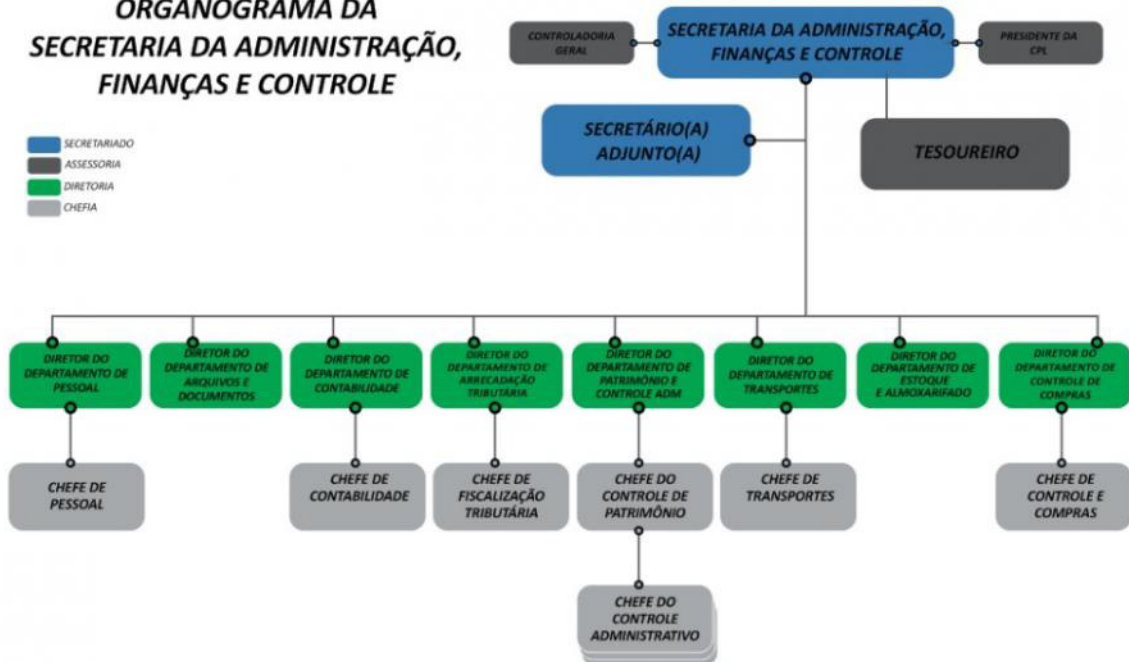 ORGANOGRAMA DA
SECRETARIA DA ADMINISTRAÇÃO,
FINANÇAS E CONTROLE
SECRETARIADO
ASSESSORIA
DIRETORIA
CHEFIA
CONTROLADORIA
GERAL
SECRETARIA DA ADMINISTRAÇÃO,
FINANÇAS E CONTROLE
PRESIDENTE DA
CPL
SECRETÁRIO(A)
ADJUNTO(A)
TESOUREIRO
DIRETOR DO
DEPARTAMENTO DE
PESSOAL
DIRETOR DO
DEPARTAMENTO DE
ARQUIVOS E
DOCUMENTOS
DIRETOR DO
DEPARTAMENTO DE
CONTABILIDADE
DIRETOR DO
DEPARTAMENTO DE
ARRECADAÇÃO
TRIBUTÁRIA
DIRETOR DO
DEPARTAMENTO DE
PATRIMÔNIO E
CONTROLE ADM
DIRETOR DO
DEPARTAMENTO DE
TRANSPORTES
DIRETOR DO
DEPARTAMENTO DE
ESTOQUE
E ALMOXARIFADO
DIRETOR DO
DEPARTAMENTO DE
CONTROLE DE
COMPRAS
CHEFE DE
PESSOAL
CHEFE DE
CONTABILIDADE
CHEFE DE
FISCALIZAÇÃO
TRIBUTÁRIA
CHEFE DO
CONTROLE DE
PATRIMÔNIO
CHEFE DE
TRANSPORTES
CHEFE DE
CONTROLE E
COMPRAS
CHEFE DO
CONTROLE
ADMINISTRATIVO